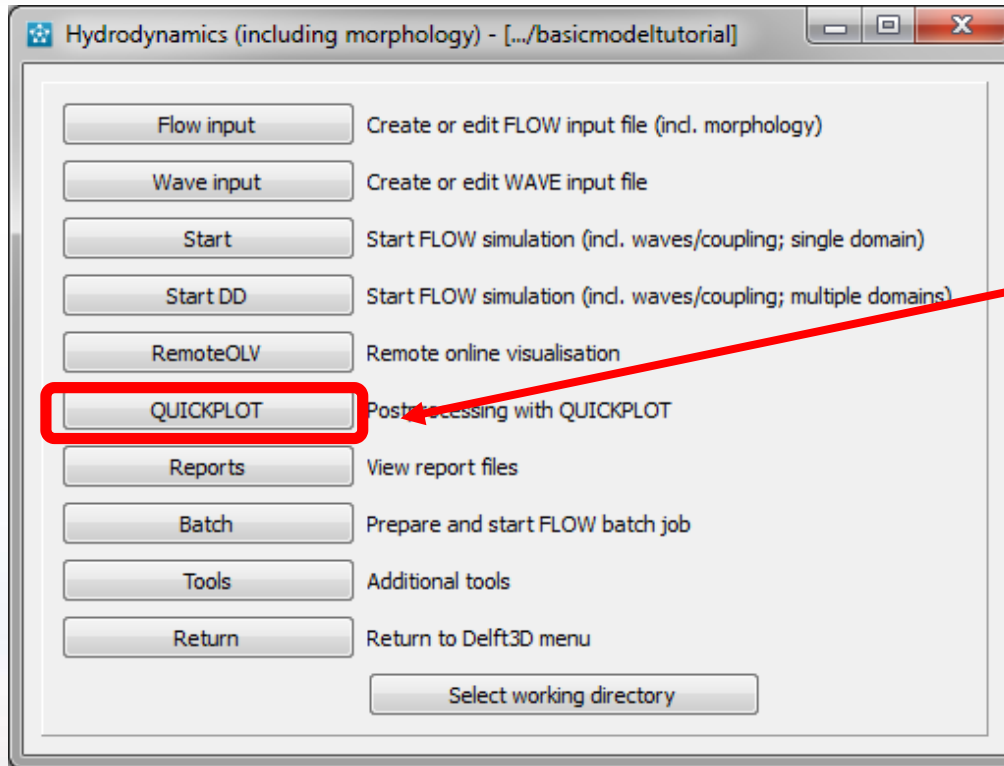 Hydrodynamics (including morphology) - [.../basicmodeltutorial]
Flow input Create or edit FLOW input file (incl. morphology)
Wave input Create or edit WAVE input file
Start Start FLOW simulation (incl. waves/coupling; single domain)
Start DD Start FLOW simulation (incl. waves/coupling; multiple domains)
RemoteOLV Remote online visualisation
QUICKPLOT Postprocessing with QUICKPLOT
Reports View report files
Batch Prepare and start FLOW batch job
Tools Additional tools
Return Return to Delft3D menu
Select working directory